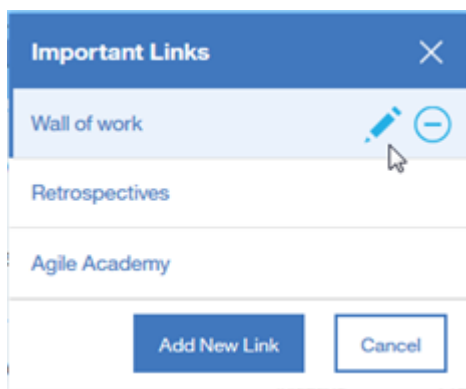 Important Links
Wall of work
Retrospectives
Agile Academy
Add New Link
Cancel